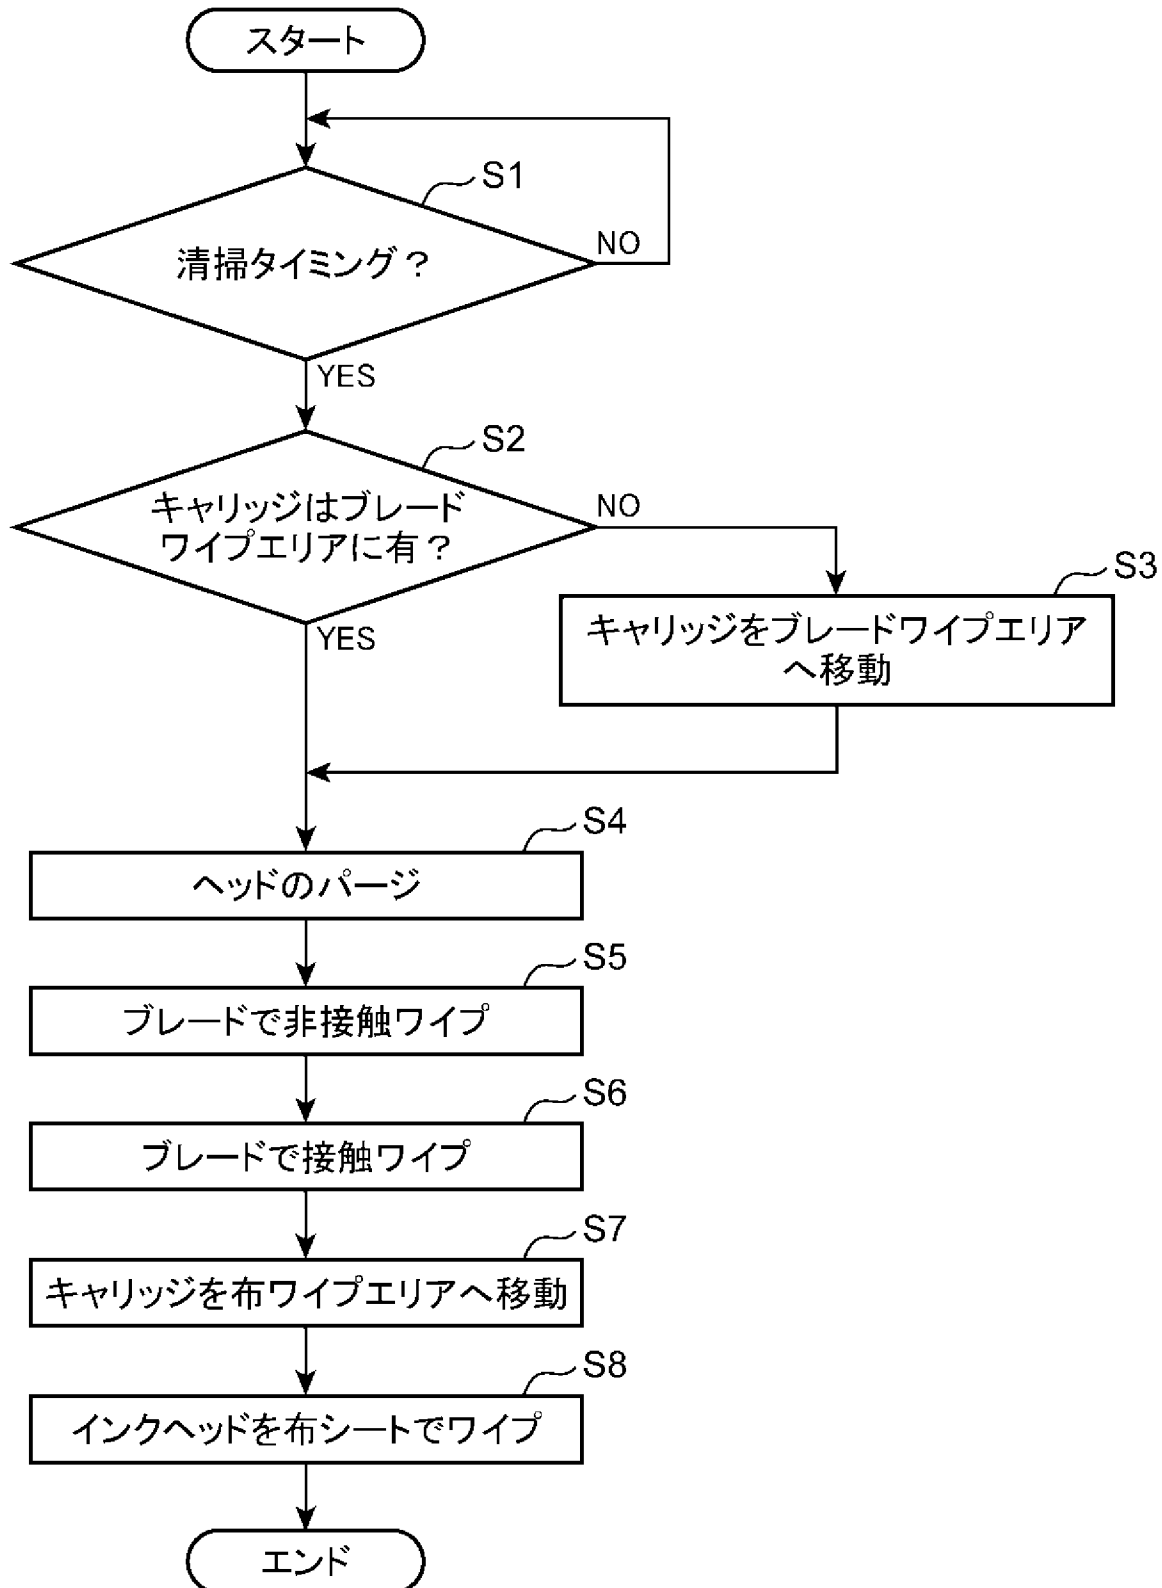 スタート
S1
清掃タイミング？
NO
YES
S2
キャリッジはブレード
ワイプエリアに有？
NO
YES
S3
キャリッジをブレードワイプエリア
へ移動
S4
ヘッドのパージ
S5
ブレードで非接触ワイプ
S6
ブレードで接触ワイプ
S7
キャリッジを布ワイプエリアへ移動
S8
インクヘッドを布シートでワイプ
エンド